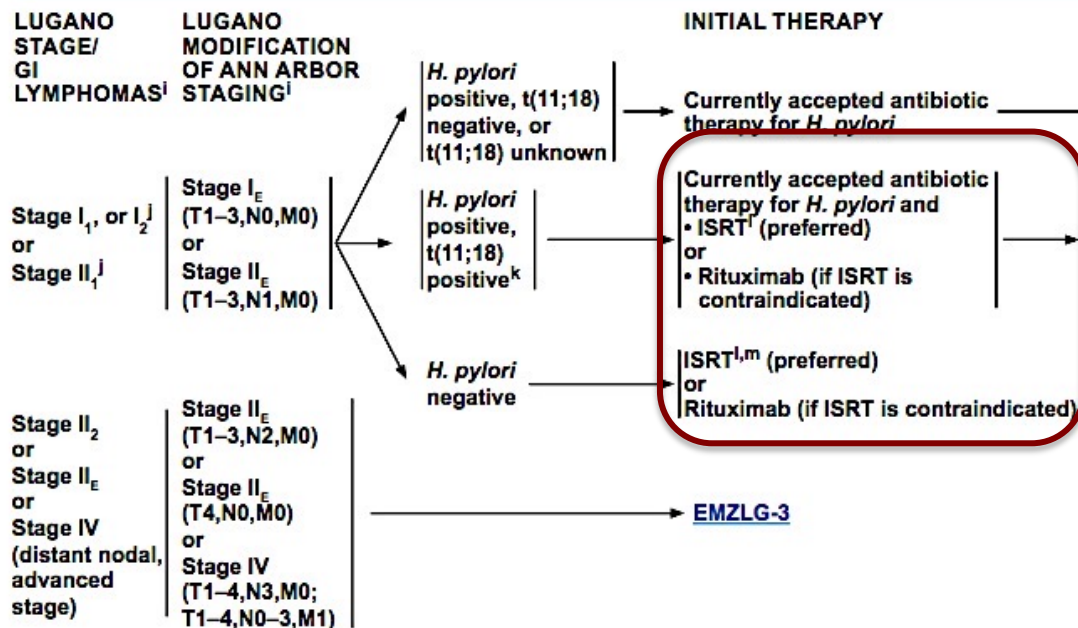 LUGANO
STAGE/
GI
LYMPHOMASⁱ
LUGANO
MODIFICATION
OF ANN ARBOR
STAGINGⁱ
INITIAL THERAPY
Stage I₁, or I₂ʲ
or
Stage II₁ʲ
Stage Iᴇ
(T1–3,N0,M0)
or
Stage IIᴇ
(T1–3,N1,M0)
H. pylori
positive, t(11;18)
negative, or
t(11;18) unknown
Currently accepted antibiotic
therapy for H. pylori
H. pylori
positive,
t(11;18)
positiveᵏ
Currently accepted antibiotic
therapy for H. pylori and
• ISRTˡ (preferred)
or
• Rituximab (if ISRT is
contraindicated)
H. pylori
negative
ISRTˡ,ᵐ (preferred)
or
Rituximab (if ISRT is contraindicated)
Stage II₂
or
Stage IIᴇ
or
Stage IV
(distant nodal,
advanced
stage)
Stage IIᴇ
(T1–3,N2,M0)
or
Stage IIᴇ
(T4,N0,M0)
or
Stage IV
(T1–4,N3,M0;
T1–4,N0–3,M1)
EMZLG-3